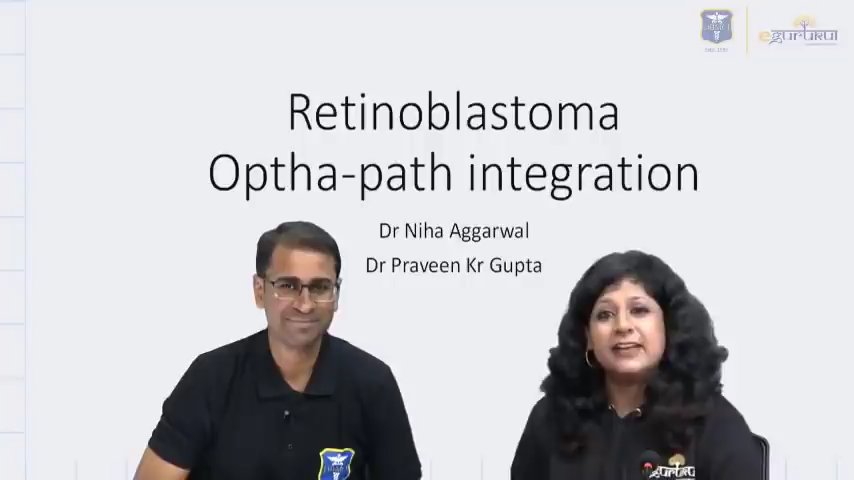 eGURUKUL
Retinoblastoma
Optha-path integration
Dr Niha Aggarwal
Dr Praveen Kr Gupta